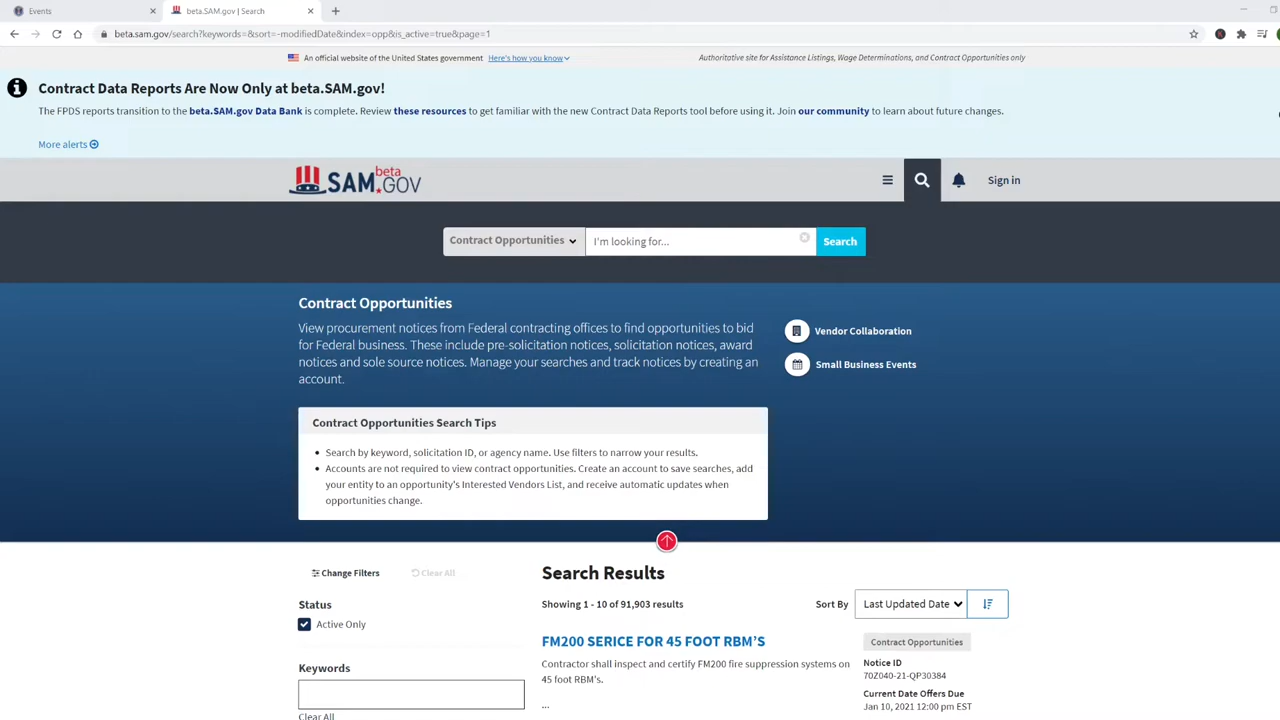 Events
beta.SAM.gov | Search
beta.sam.gov/search?keywords=&sort=-modifiedDate&index=opp&is_active=true&page=1
An official website of the United States government Here's how you know
Authoritative site for Assistance Listings, Wage Determinations, and Contract Opportunities only
Contract Data Reports Are Now Only at beta.SAM.gov!
The FPDS reports transition to the beta.SAM.gov Data Bank is complete. Review these resources to get familiar with the new Contract Data Reports tool before using it. Join our community to learn about future changes.
More alerts
SAM.GOV beta
Sign in
Contract Opportunities
I'm looking for...
Search
Contract Opportunities
View procurement notices from Federal contracting offices to find opportunities to bid
for Federal business. These include pre-solicitation notices, solicitation notices, award
notices and sole source notices. Manage your searches and track notices by creating an
account.
Vendor Collaboration
Small Business Events
Contract Opportunities Search Tips
• Search by keyword, solicitation ID, or agency name. Use filters to narrow your results.
• Accounts are not required to view contract opportunities. Create an account to save searches, add
your entity to an opportunity's Interested Vendors List, and receive automatic updates when
opportunities change.
Change Filters
Clear All
Status
Active Only
Keywords
Clear All
Search Results
Showing 1 - 10 of 91,903 results
Sort By
Last Updated Date
FM200 SERICE FOR 45 FOOT RBM'S
Contractor shall inspect and certify FM200 fire suppression systems on
45 foot RBM's.
...
Contract Opportunities
Notice ID
70Z040-21-QP30384
Current Date Offers Due
Jan 10, 2021 12:00 pm EST